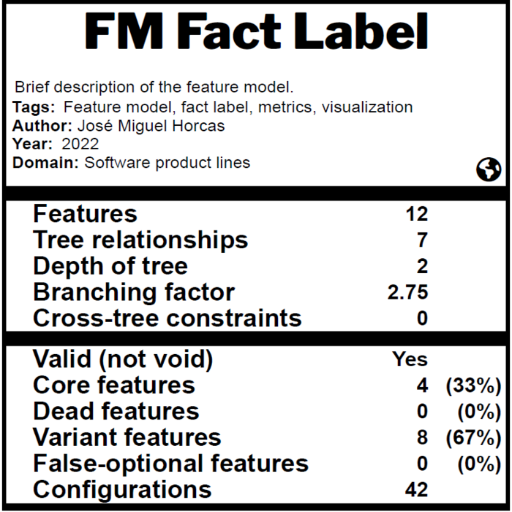 FM Fact Label
Brief description of the feature model.
Tags: Feature model, fact label, metrics, visualization
Author: José Miguel Horcas
Year: 2022
Domain: Software product lines
Features 12
Tree relationships 7
Depth of tree 2
Branching factor 2.75
Cross-tree constraints 0
Valid (not void) Yes
Core features 4 (33%)
Dead features 0 (0%)
Variant features 8 (67%)
False-optional features 0 (0%)
Configurations 42